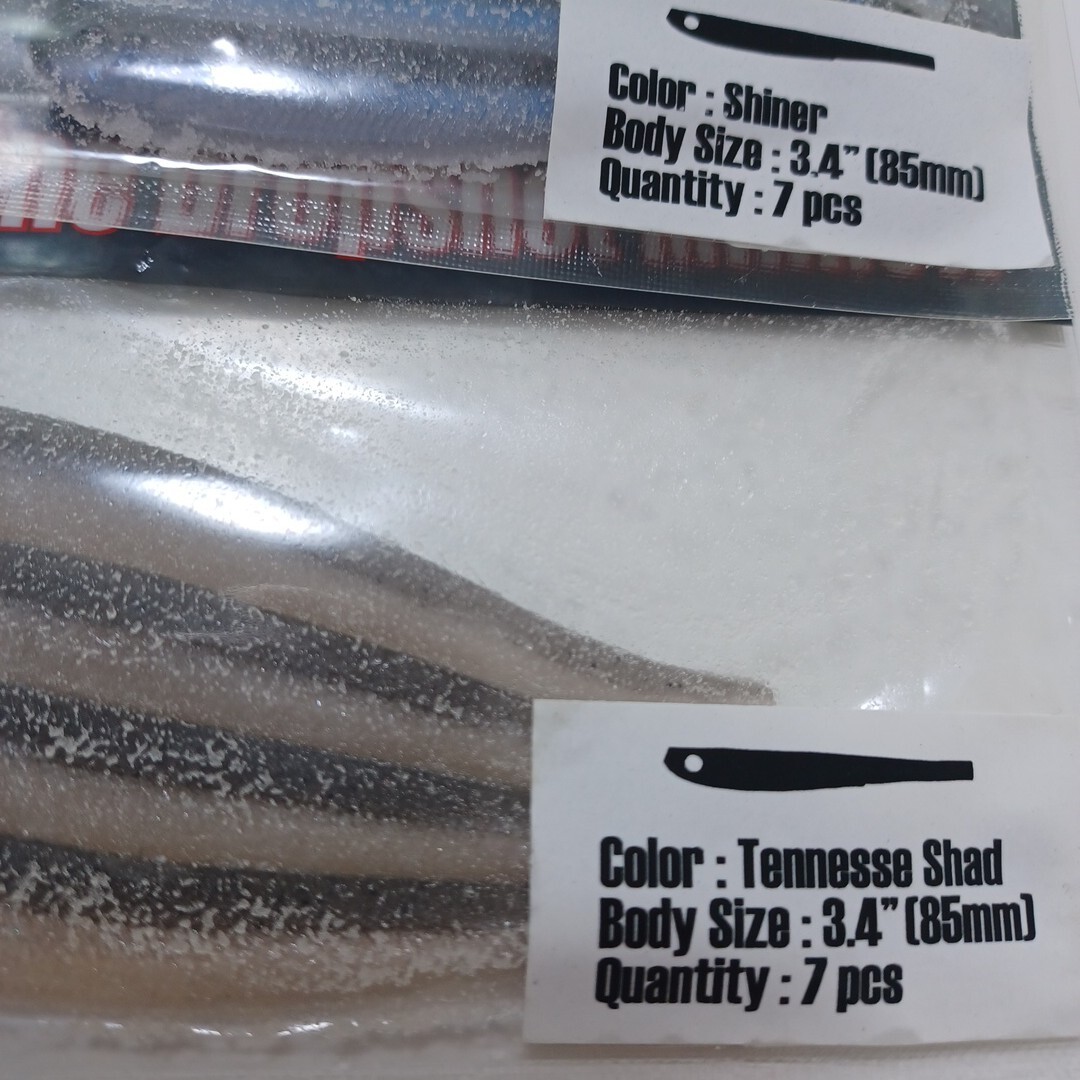 Color : Shiner
Body Size : 3.4” (85mm)
Quantity : 7 pcs
Dropshot
Color : Tennesse Shad
Body Size : 3.4” (85mm)
Quantity : 7 pcs